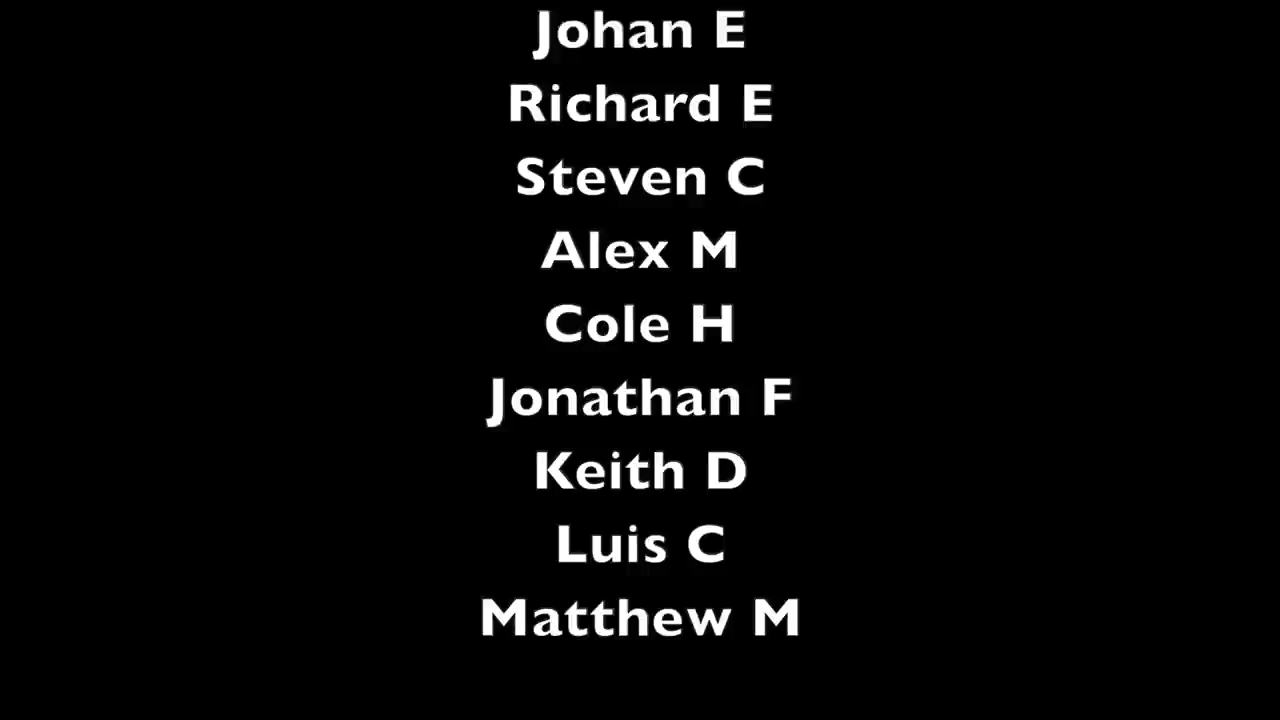 Johan E
Richard E
Steven C
Alex M
Cole H
Jonathan F
Keith D
Luis C
Matthew M